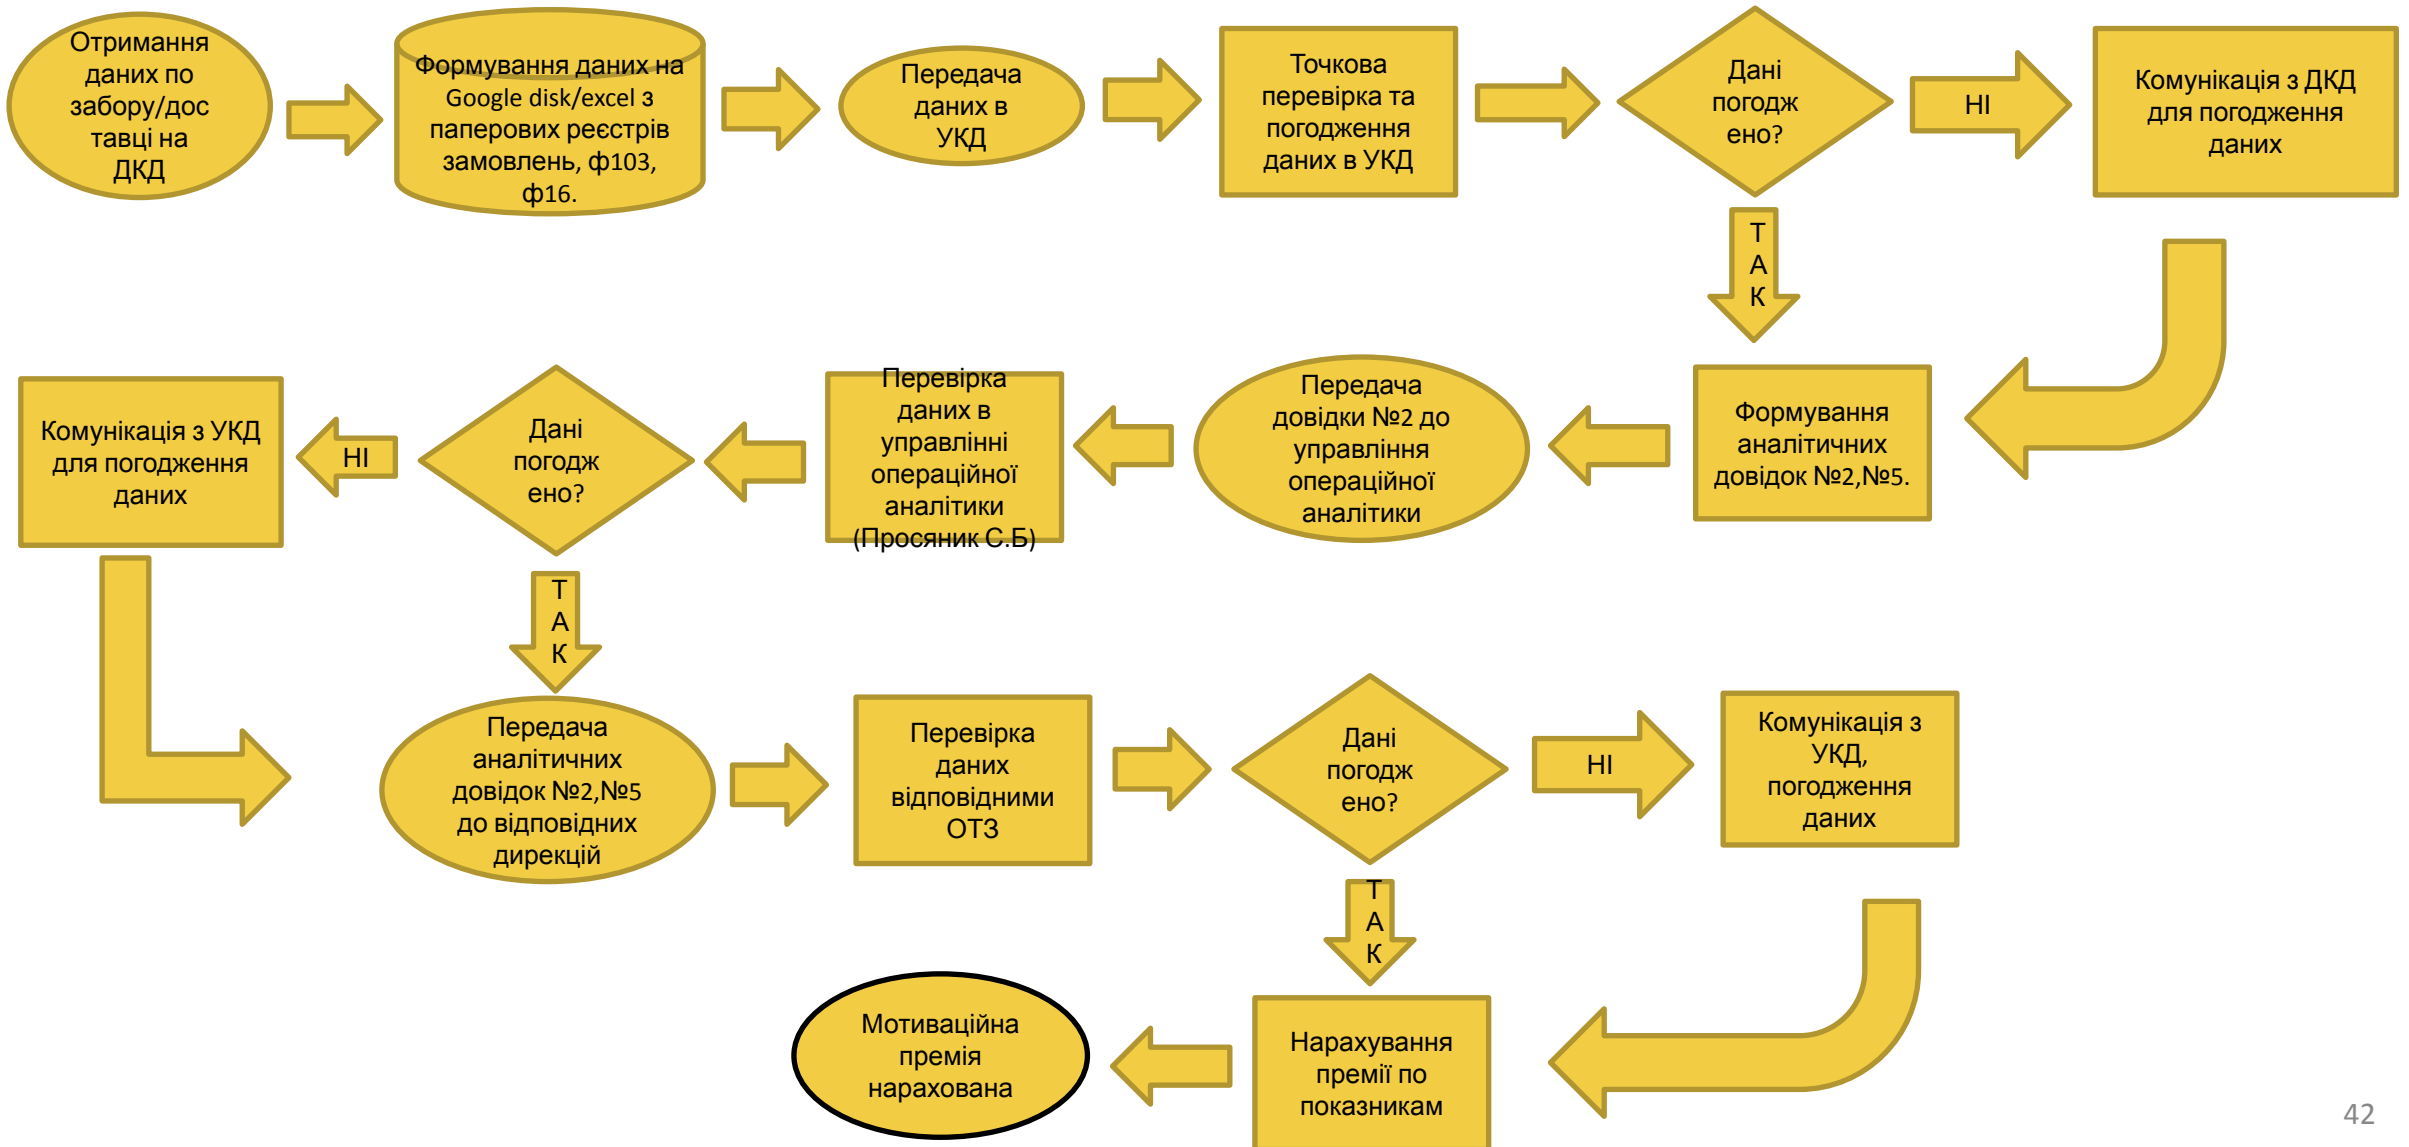 Отримання
даних по
забору/дос
тавці на
ДКД
Формування даних на
Google disk/excel з
паперових реєстрів
замовлень, ф103,
ф16.
Передача
даних в
УКД
Точкова
перевірка та
погодження
даних в УКД
Дані
погодж
ено?
НІ
Комунікація з ДКД
для погодження
даних
Т
А
К
Формування
аналітичних
довідок №2,№5.
Передача
довідки №2 до
управління
операційної
аналітики
Перевірка
даних в
управлінні
операційної
аналітики
(Просяник С.Б)
Дані
погодж
ено?
НІ
Комунікація з УКД
для погодження
даних
Т
А
К
Передача
аналітичних
довідок №2,№5
до відповідних
дирекцій
Перевірка
даних
відповідними
ОТЗ
Дані
погодж
ено?
НІ
Комунікація з
УКД,
погодження
даних
Т
А
К
Нарахування
премії по
показникам
Мотиваційна
премія
нарахована
42